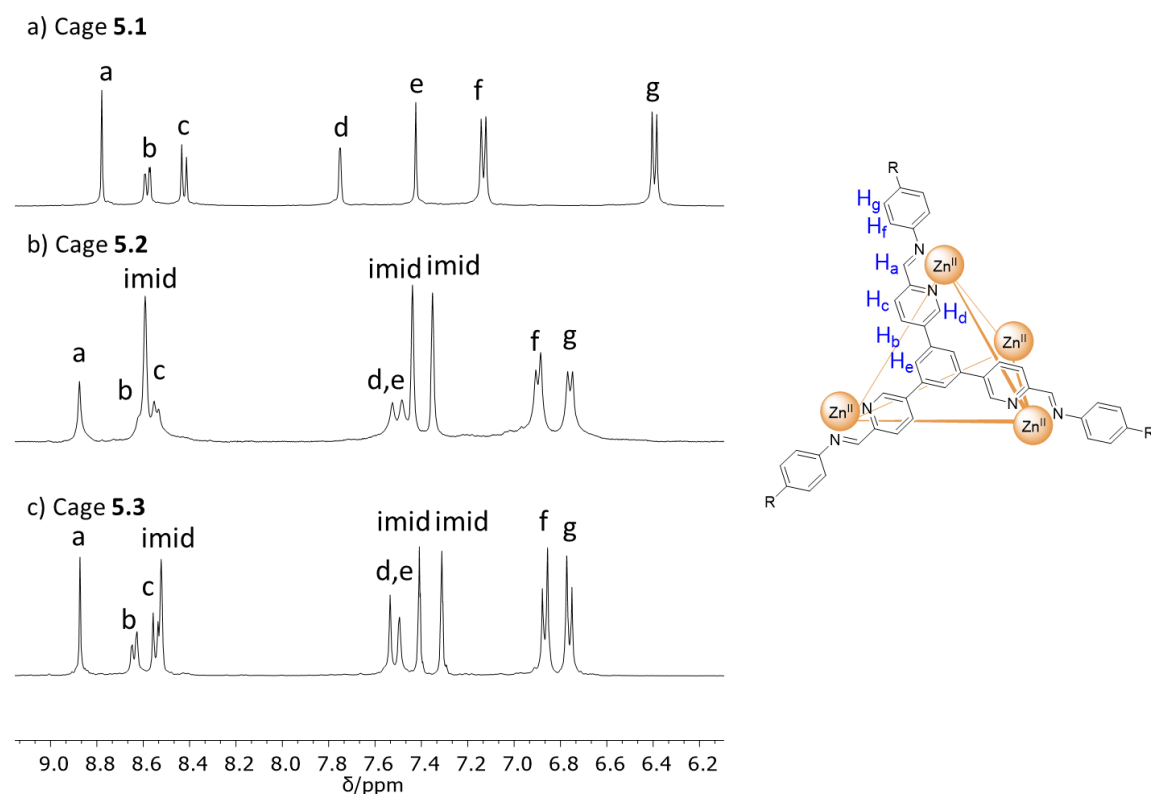 a) Cage 5.1
a
b
c
d
e
f
g
b) Cage 5.2
a
b
imid
c
d,e
imid
imid
f
g
c) Cage 5.3
a
b
c
imid
d,e
imid
imid
f
g
9.0 8.8 8.6 8.4 8.2 8.0 7.8 7.6 7.4 7.2 7.0 6.8 6.6 6.4 6.2
δ/ppm
R
Hg
Hf
N
Ha
ZnII
N
Hc
Hd
Hb
ZnII
He
N
ZnII
N
N
ZnII
N
R
R